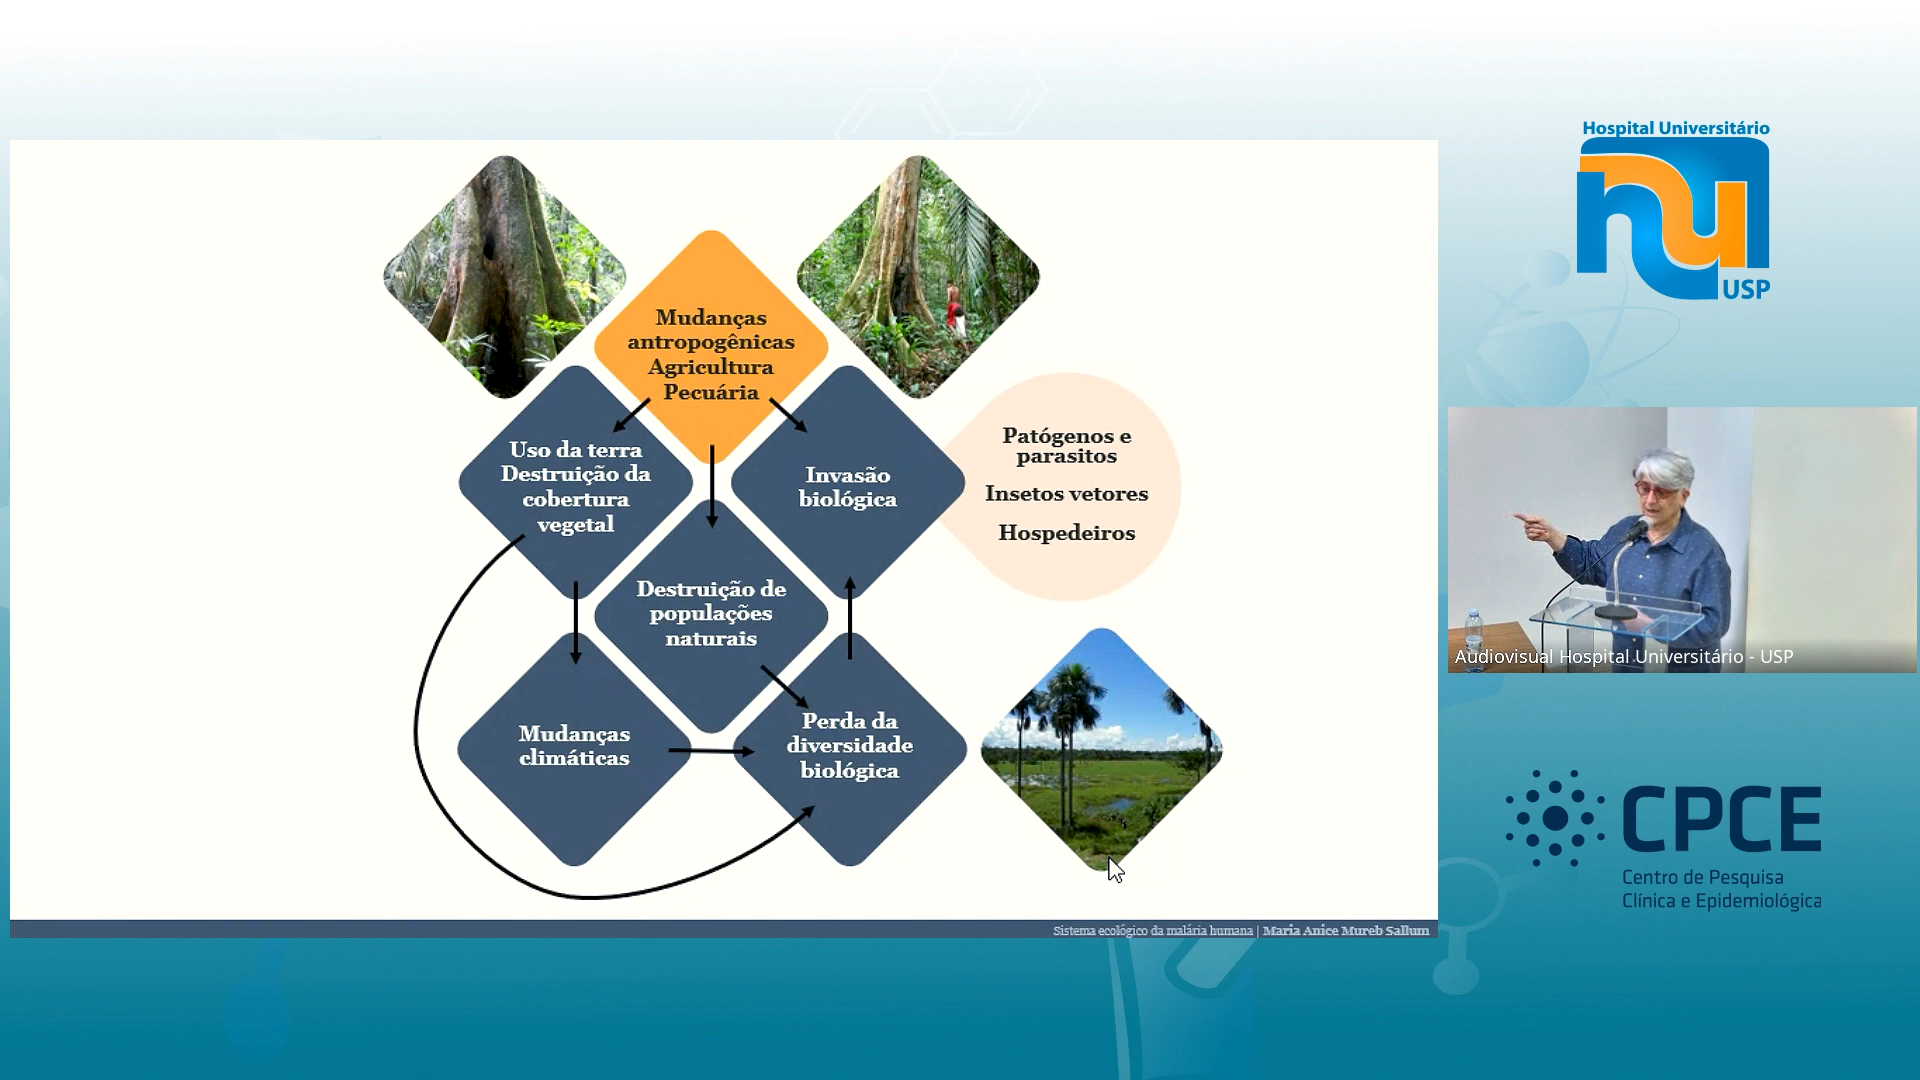 Mudanças
antropogênicas
Agricultura
Pecuária
Uso da terra
Destruição da
cobertura
vegetal
Invasão
biológica
Patógenos e
parasitos
Insetos vetores
Hospedeiros
Destruição de
populações
naturais
Mudanças
climáticas
Perda da
diversidade
biológica
Sistema ecológico da malária humana | Maria Anice Mureb Sallum
Hospital Universitário
hu
USP
Audiovisual Hospital Universitário - USP
CPCE
Centro de Pesquisa
Clínica e Epidemiológica